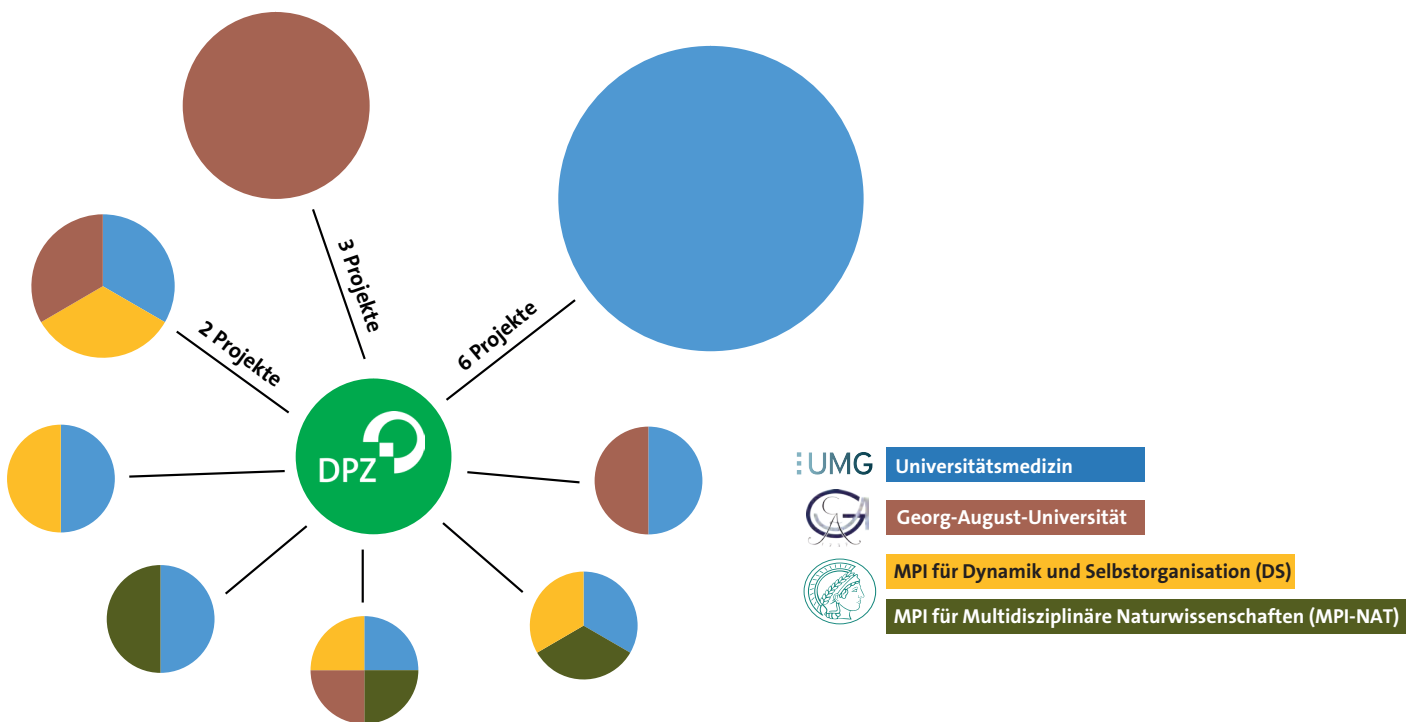 3 Projekte
6 Projekte
2 Projekte
DPZ
UMG
Universitätsmedizin
Georg-August-Universität
MPI für Dynamik und Selbstorganisation (DS)
MPI für Multidisziplinäre Naturwissenschaften (MPI-NAT)